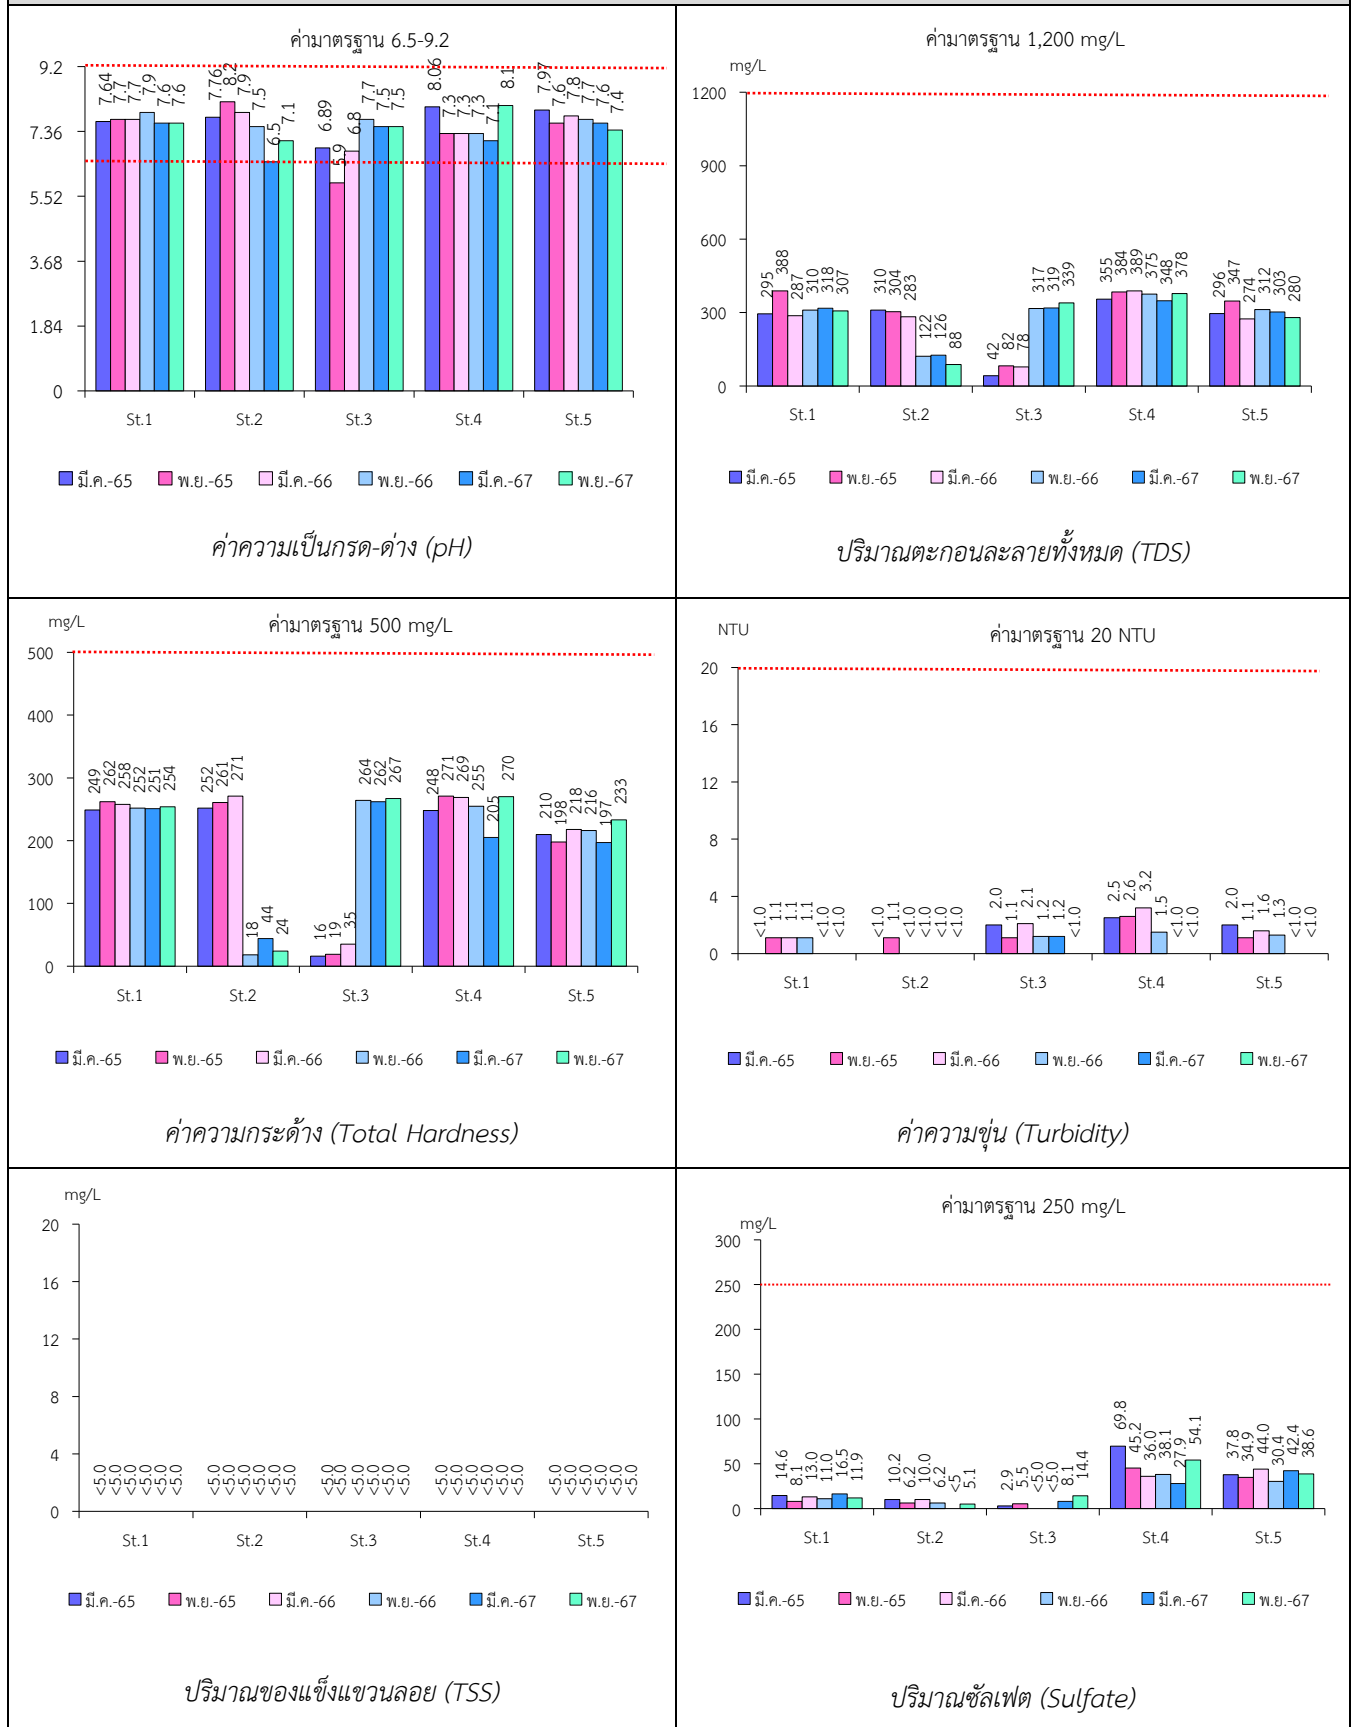 ค่ามาตรฐาน 6.5-9.2
9.2
7.36
5.52
3.68
1.84
0
7.64 7.7 7.7 7.9 7.6 7.6
7.76 8.2 7.9 7.5 6.5 7.1
6.89 5.9 6.8 7.7 7.5 7.5
8.06 7.3 7.3 7.3 7.1 8.1
7.97 7.6 7.8 7.7 7.6 7.4
St.1 St.2 St.3 St.4 St.5
มี.ค.-65 พ.ย.-65 มี.ค.-66 พ.ย.-66 มี.ค.-67 พ.ย.-67
ค่าความเป็นกรด-ด่าง (pH)
ค่ามาตรฐาน 1,200 mg/L
mg/L
1200
900
600
300
0
295 388 287 310 318 307
310 304 283 122 126 88
42 82 78 317 319 339
355 384 389 375 348 378
296 347 274 312 303 280
St.1 St.2 St.3 St.4 St.5
มี.ค.-65 พ.ย.-65 มี.ค.-66 พ.ย.-66 มี.ค.-67 พ.ย.-67
ปริมาณตะกอนละลายทั้งหมด (TDS)
mg/L
ค่ามาตรฐาน 500 mg/L
500
400
300
200
100
0
249 262 258 252 251 254
252 261 271 18 44 24
16 19 35 264 262 267
248 271 269 255 205 270
210 198 218 216 197 233
St.1 St.2 St.3 St.4 St.5
มี.ค.-65 พ.ย.-65 มี.ค.-66 พ.ย.-66 มี.ค.-67 พ.ย.-67
ค่าความกระด้าง (Total Hardness)
NTU
ค่ามาตรฐาน 20 NTU
20
16
12
8
4
0
<1.0 1.1 1.1 1.1 <1.0 <1.0
<1.0 1.1 <1.0 <1.0 <1.0 <1.0
2.0 1.1 2.1 1.2 1.2 <1.0
2.5 2.6 3.2 1.5 <1.0 <1.0
2.0 1.1 1.6 1.3 <1.0 <1.0
St.1 St.2 St.3 St.4 St.5
มี.ค.-65 พ.ย.-65 มี.ค.-66 พ.ย.-66 มี.ค.-67 พ.ย.-67
ค่าความขุ่น (Turbidity)
mg/L
20
16
12
8
4
0
<5.0 <5.0 <5.0 <5.0 <5.0 <5.0
<5.0 <5.0 <5.0 <5.0 <5.0 <5.0
<5.0 <5.0 <5.0 <5.0 <5.0 <5.0
<5.0 <5.0 <5.0 <5.0 <5.0 <5.0
<5.0 <5.0 <5.0 <5.0 <5.0 <5.0
St.1 St.2 St.3 St.4 St.5
มี.ค.-65 พ.ย.-65 มี.ค.-66 พ.ย.-66 มี.ค.-67 พ.ย.-67
ปริมาณของแข็งแขวนลอย (TSS)
ค่ามาตรฐาน 250 mg/L
mg/L
300
250
200
150
100
50
0
14.6 8.1 13.0 11.0 16.5 11.9
10.2 6.2 10.0 6.2 <5 5.1
2.9 5.5 <5.0 <5.0 8.1 14.4
69.8 45.2 36.0 38.1 27.9 54.1
37.8 34.9 44.0 30.4 42.4 38.6
St.1 St.2 St.3 St.4 St.5
มี.ค.-65 พ.ย.-65 มี.ค.-66 พ.ย.-66 มี.ค.-67 พ.ย.-67
ปริมาณซัลเฟต (Sulfate)